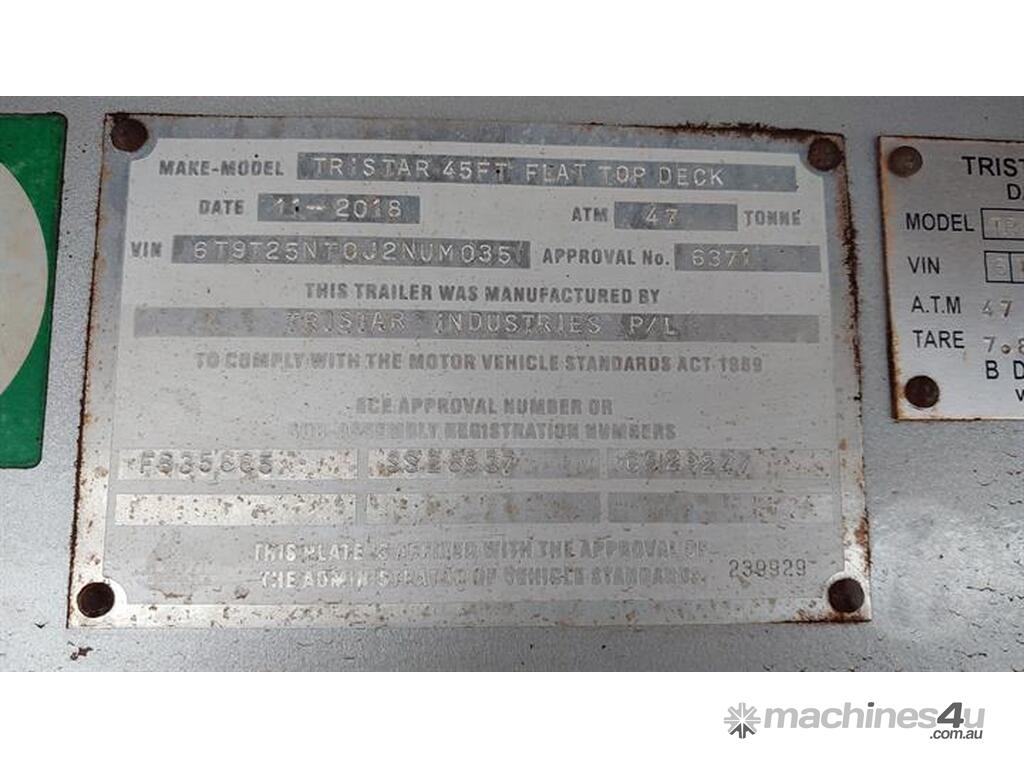 MAKE-MODEL TRISTAR 45FT FLAT TOP DECK
DATE 11-2018 ATM 47 TONNE
VIN 6T9T25NT0J2NUM035 APPROVAL No. 6371
THIS TRAILER WAS MANUFACTURED BY
TRISTAR INDUSTRIES P/L
TO COMPLY WITH THE MOTOR VEHICLE STANDARDS ACT 1989
ECE APPROVAL NUMBER OR
SUB-ASSEMBLY REGISTRATION NUMBERS
THIS PLATE IS AFFIXED WITH THE APPROVAL OF
THE ADMINISTRATOR OF VEHICLE STANDARDS. 239929
TRIST
MODEL
VIN
A.T.M 47
TARE 7.8
B D
machines4u
.com.au